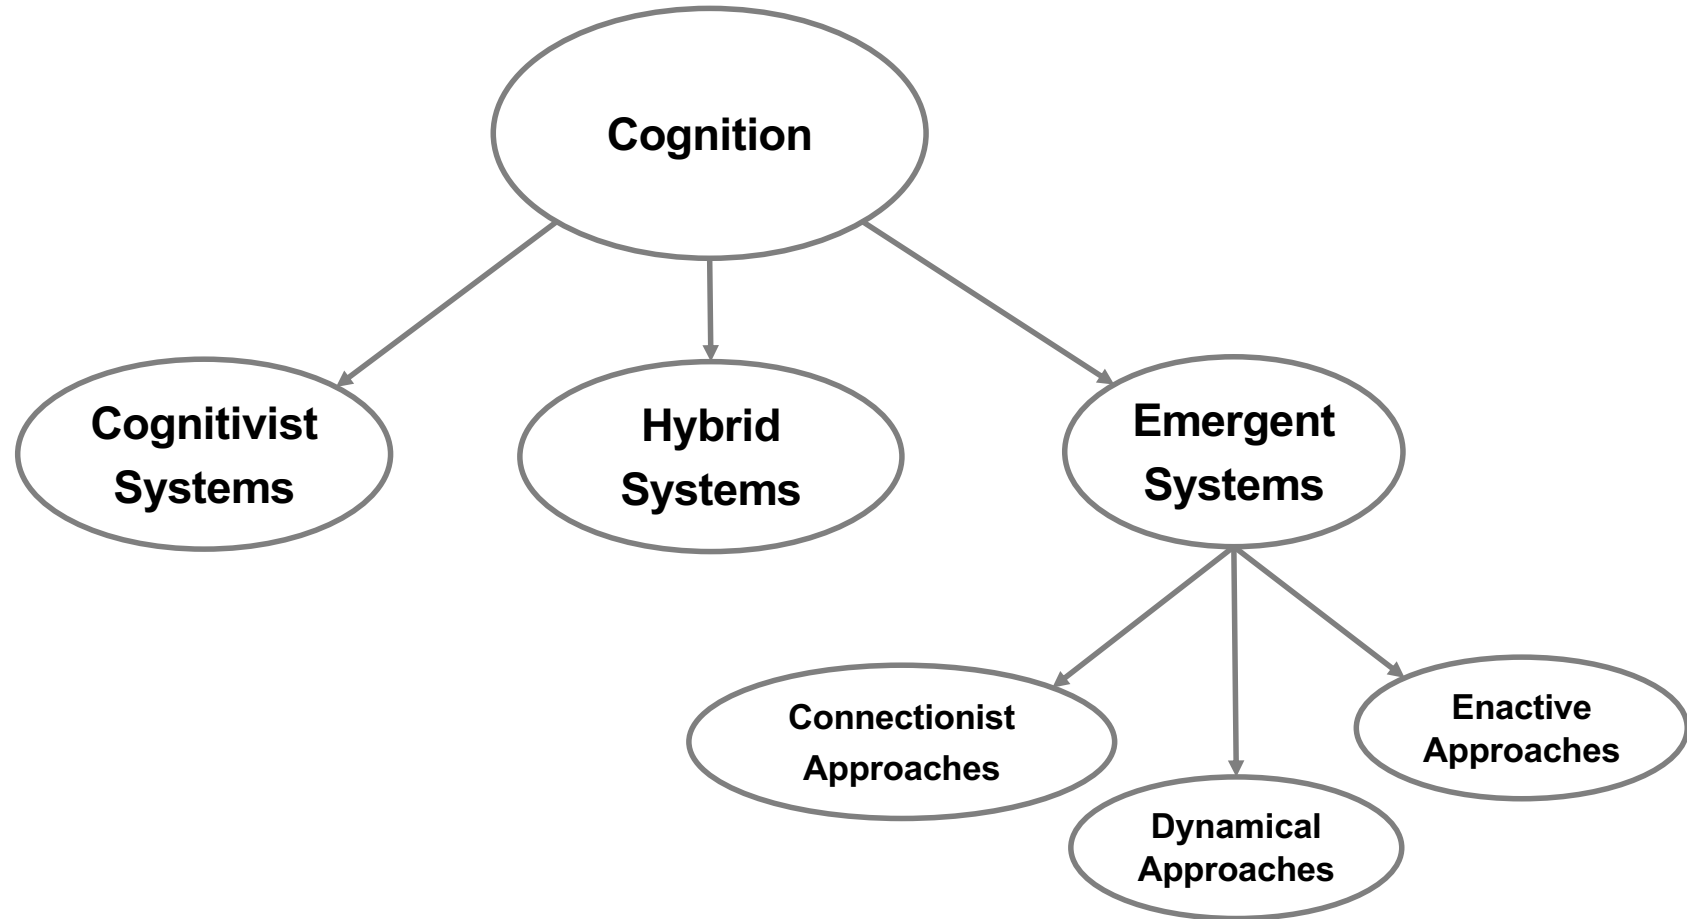 Cognition
Cognitivist
Systems
Hybrid
Systems
Emergent
Systems
Connectionist
Approaches
Dynamical
Approaches
Enactive
Approaches